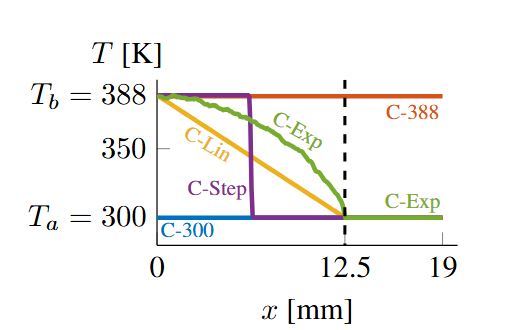 T [K]
T_b = 388
C-388
C-Exp
350
C-Lin
C-Step
C-Exp
T_a = 300
C-300
0
12.5
19
x [mm]